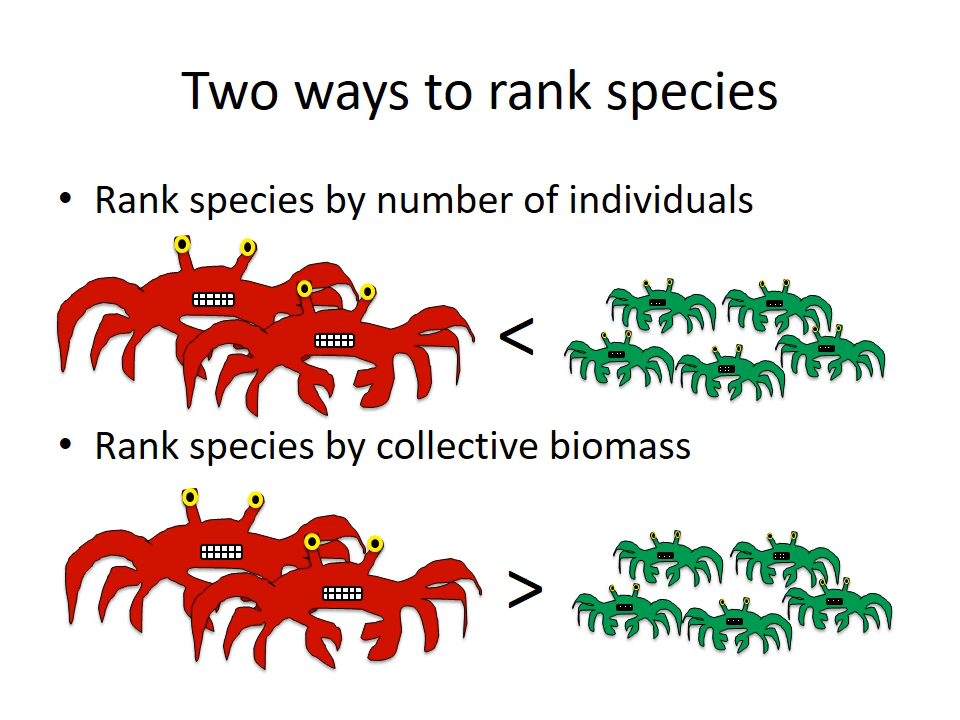 Two ways to rank species
• Rank species by number of individuals
<
• Rank species by collective biomass
>